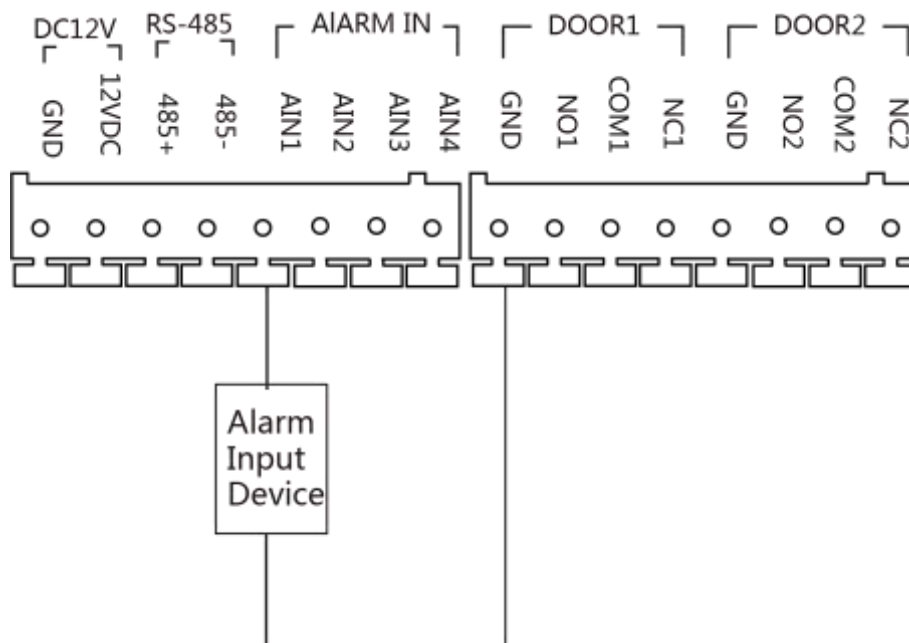 DC12V RS-485 AlARM IN DOOR1 DOOR2
GND 12VDC 485+ 485- AIN1 AIN2 AIN3 AIN4 GND NO1 COM1 NC1 GND NO2 COM2 NC2
Alarm
Input
Device